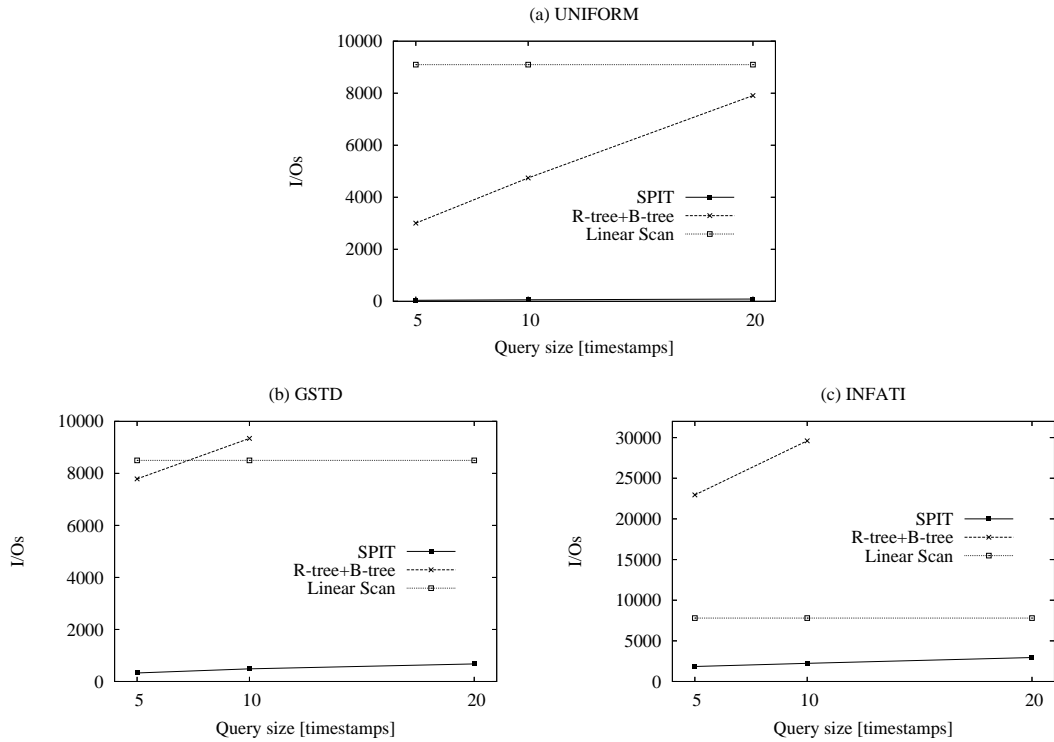 (a) UNIFORM
10000
8000
6000
4000
2000
0
I/Os
SPIT
R-tree+B-tree
Linear Scan
5 10 20
Query size [timestamps]
(b) GSTD
10000
8000
6000
4000
2000
0
I/Os
SPIT
R-tree+B-tree
Linear Scan
5 10 20
Query size [timestamps]
(c) INFATI
30000
25000
20000
15000
10000
5000
0
I/Os
SPIT
R-tree+B-tree
Linear Scan
5 10 20
Query size [timestamps]